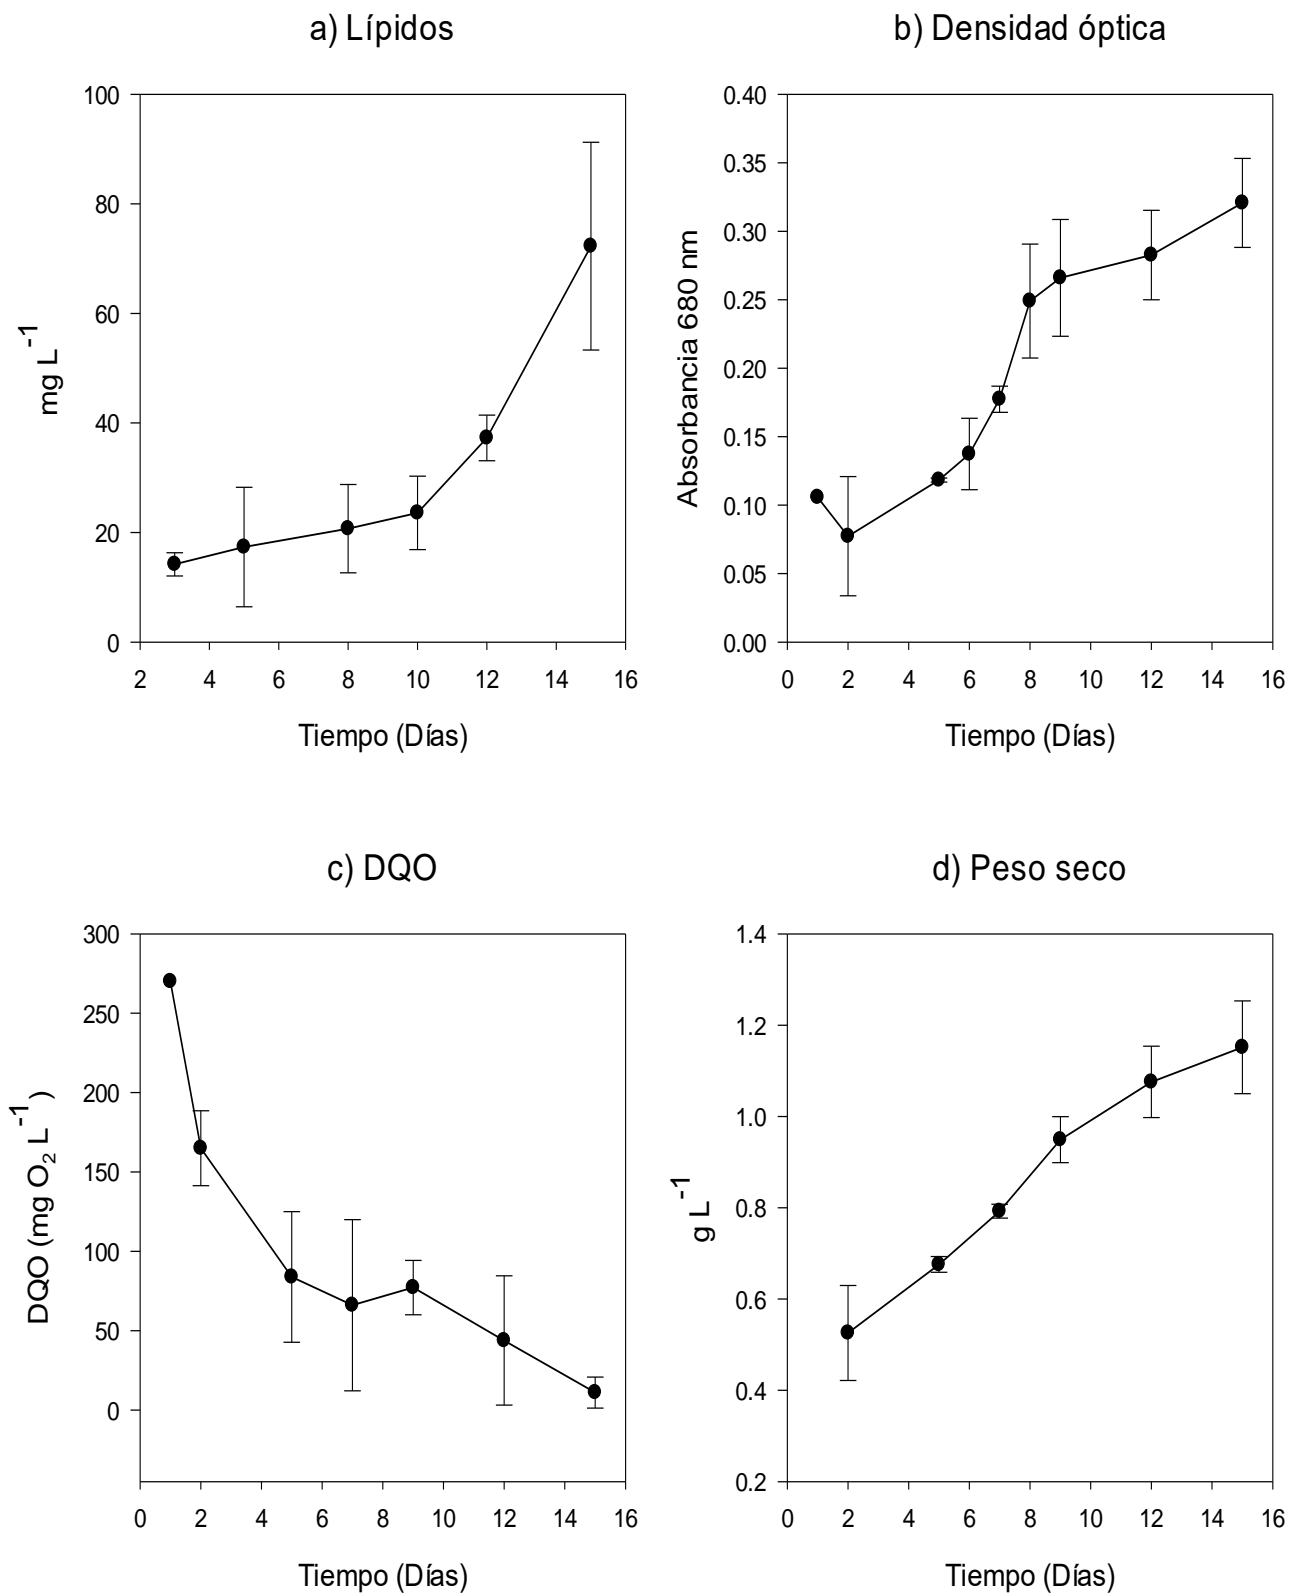 a) Lípidos
100
80
60
40
20
0
mg L⁻¹
2 4 6 8 10 12 14 16
Tiempo (Días)
b) Densidad óptica
0.40
0.35
0.30
0.25
0.20
0.15
0.10
0.05
0.00
Absorbancia 680 nm
0 2 4 6 8 10 12 14 16
Tiempo (Días)
c) DQO
300
250
200
150
100
50
0
DQO (mg O₂ L⁻¹)
0 2 4 6 8 10 12 14 16
Tiempo (Días)
d) Peso seco
1.4
1.2
1.0
0.8
0.6
0.4
0.2
g L⁻¹
0 2 4 6 8 10 12 14 16
Tiempo (Días)